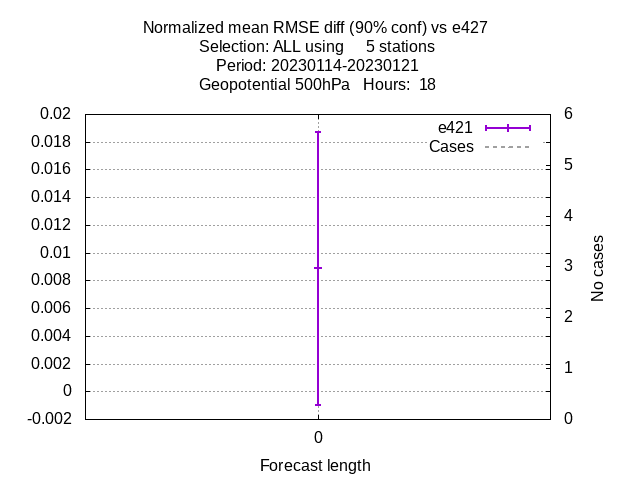 Normalized mean RMSE diff (90% conf) vs e427
Selection: ALL using     5 stations
Period: 20230114-20230121
Geopotential 500hPa   Hours:  18
0.02
0.018
0.016
0.014
0.012
0.01
0.008
0.006
0.004
0.002
0
-0.002
6
5
4
3
2
1
0
e421
Cases
No cases
0
Forecast length